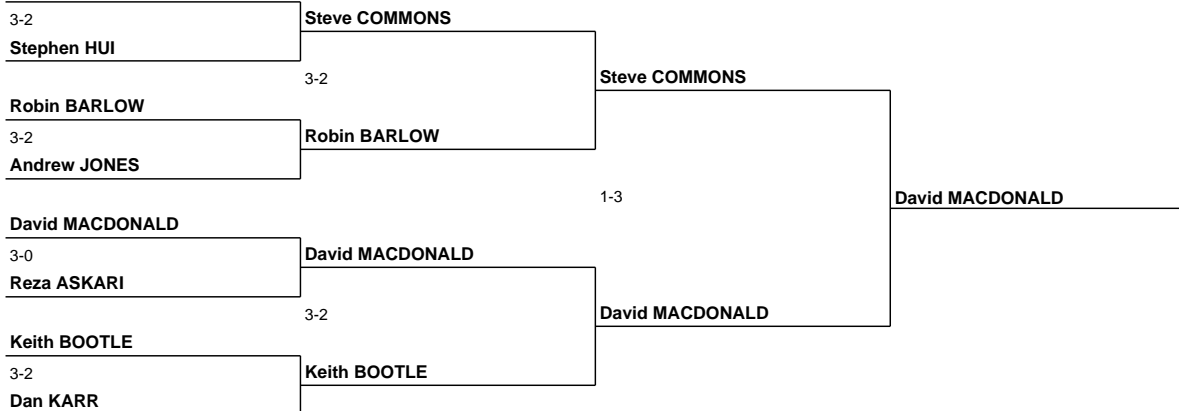 3-2
Steve COMMONS
Stephen HUI
3-2
Steve COMMONS
Robin BARLOW
3-2
Robin BARLOW
Andrew JONES
1-3
David MACDONALD
David MACDONALD
3-0
David MACDONALD
Reza ASKARI
3-2
David MACDONALD
Keith BOOTLE
3-2
Keith BOOTLE
Dan KARR